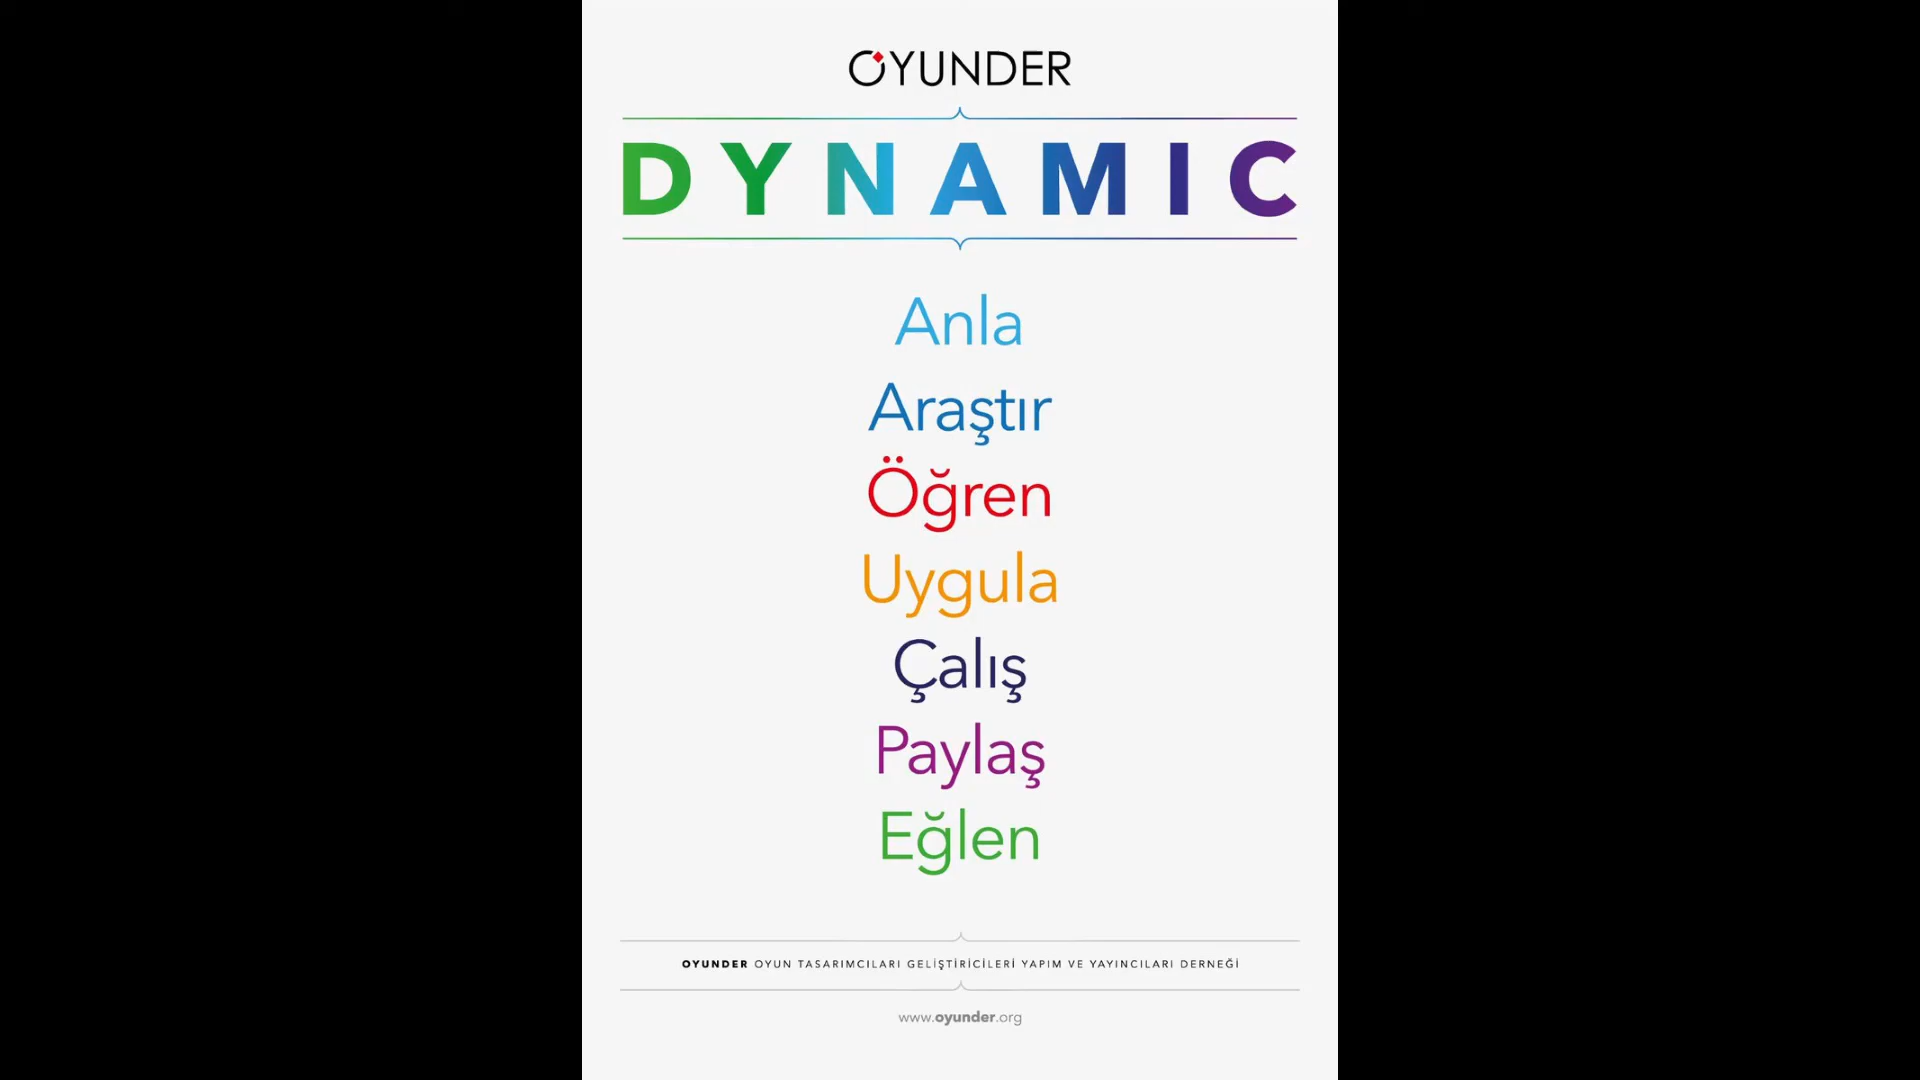 OYUNDER
DYNAMIC
Anla
Araştır
Öğren
Uygula
Çalış
Paylaş
Eğlen
OYUNDER OYUN TASARIMCILARI GELİŞTİRİCİLERİ YAPIM VE YAYINCILARI DERNEĞİ
www.oyunder.org